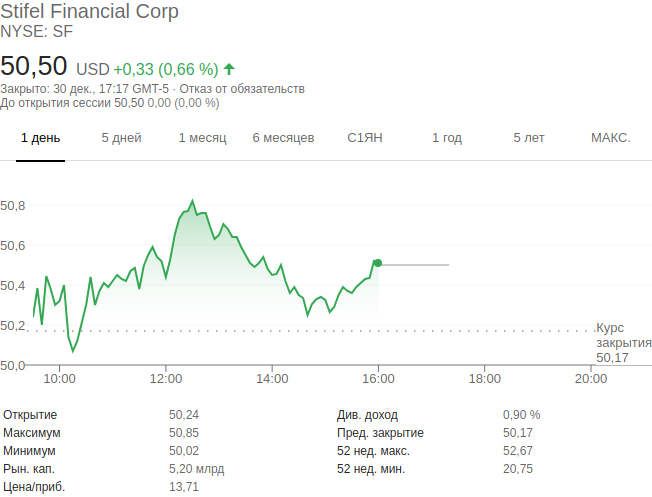 Stifel Financial Corp
NYSE: SF
50,50 USD +0,33 (0,66 %)
Закрыто: 30 дек., 17:17 GMT-5 · Отказ от обязательств
До открытия сессии 50,50 0,00 (0,00 %)
1 день 5 дней 1 месяц 6 месяцев С1ЯН 1 год 5 лет МАКС.
50,8
50,6
50,4
50,2
50,0
Курс
закрытия
50,17
10:00 12:00 14:00 16:00 18:00 20:00
Открытие 50,24 Див. доход 0,90 %
Максимум 50,85 Пред. закрытие 50,17
Минимум 50,02 52 нед. макс. 52,67
Рын. кап. 5,20 млрд 52 нед. мин. 20,75
Цена/приб. 13,71